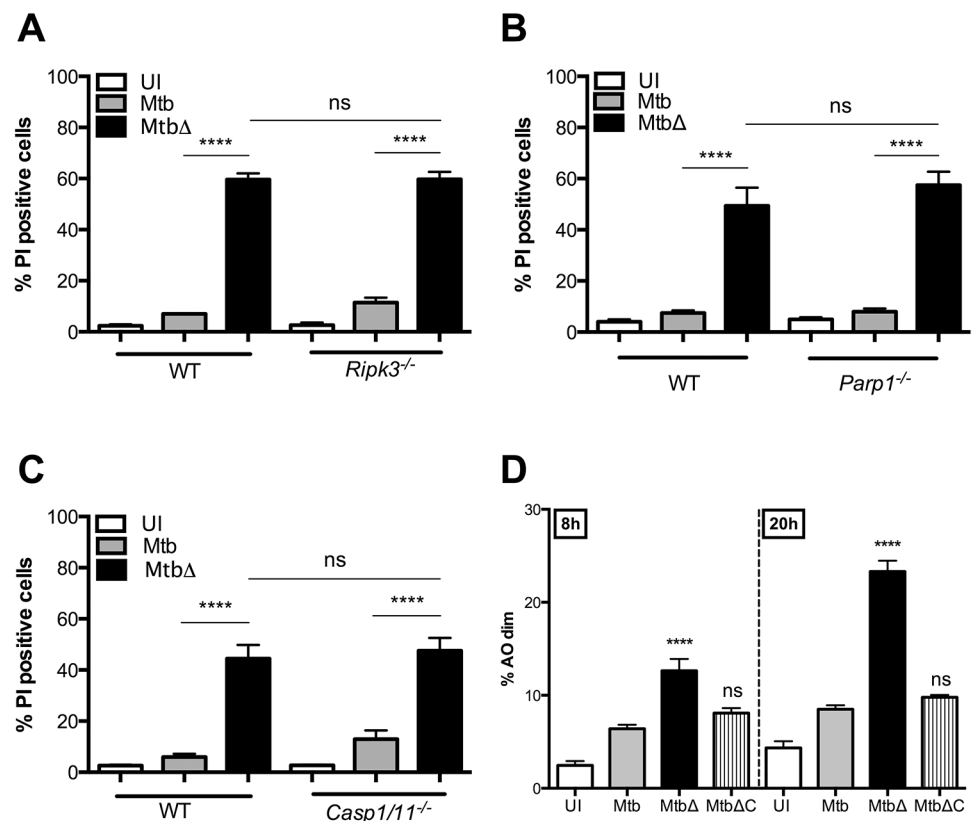 A
% PI positive cells
100
80
60
40
20
0
UI
Mtb
MtbΔ
ns
****
****
WT
Ripk3-/-
B
% PI positive cells
100
80
60
40
20
0
UI
Mtb
MtbΔ
ns
****
****
WT
Parp1-/-
C
% PI positive cells
100
80
60
40
20
0
UI
Mtb
MtbΔ
ns
****
****
WT
Casp1/11-/-
D
% AO dim
30
20
10
0
8h
20h
****
ns
****
ns
UI Mtb MtbΔ MtbΔC UI Mtb MtbΔ MtbΔC